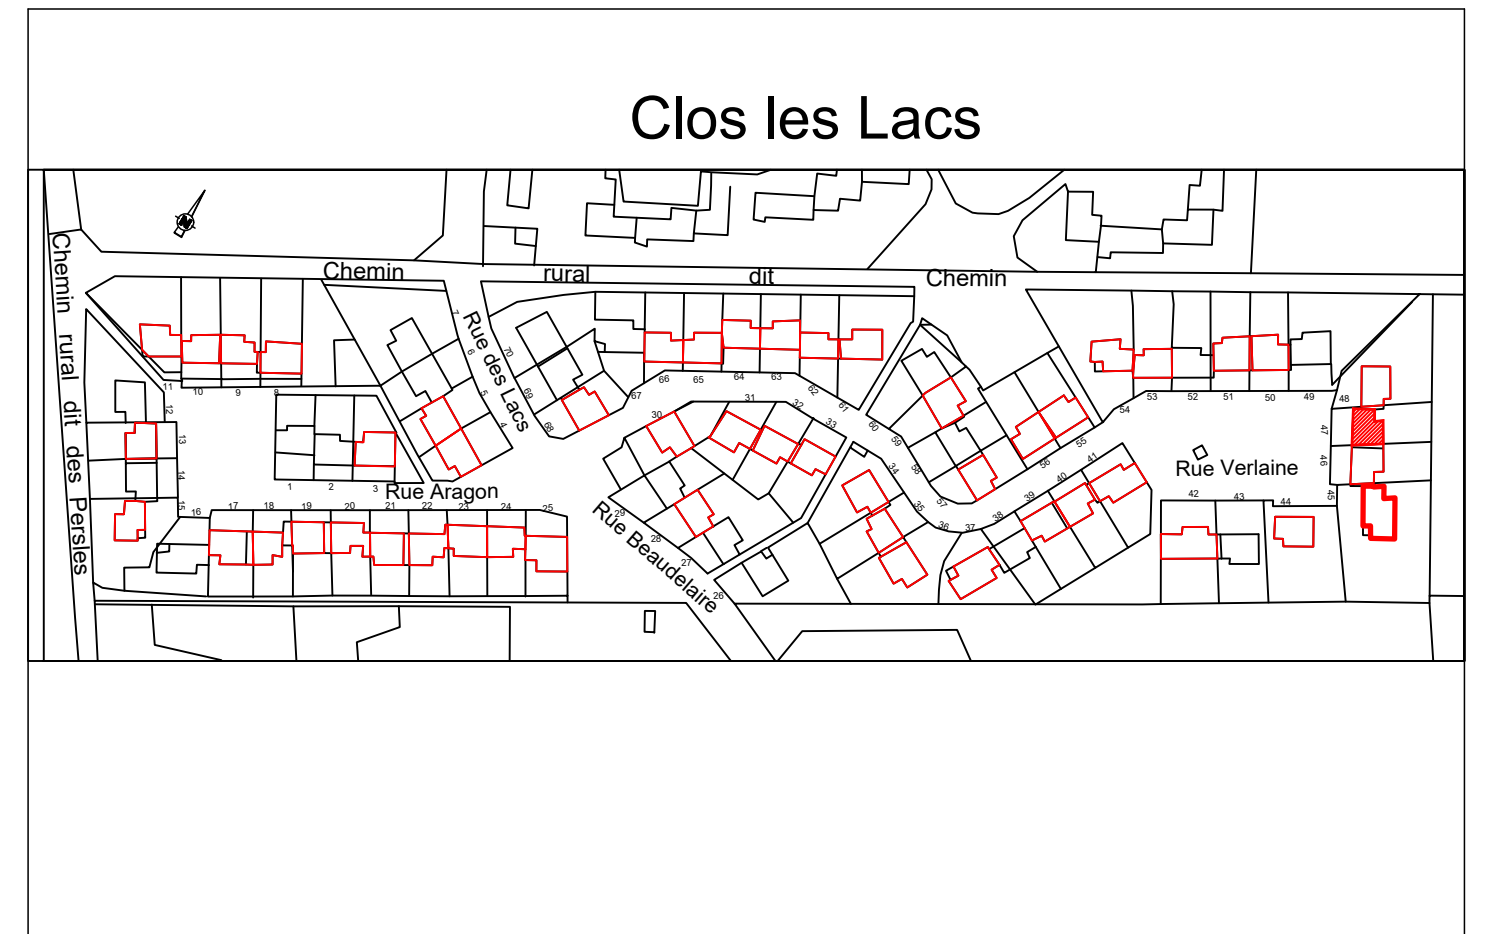 Clos les Lacs
N
Chemin rural dit Chemin
Chemin rural dit des Persles
Rue des Lacs
Rue Aragon
Rue Beaudelaire
Rue Verlaine
1 2 3
4 5 6 7
8 9 10 11
12 13 14 15
16 17 18 19 20 21 22 23 24 25
26 27 28 29
30 31 32 33
34 35 36 37 38 39 40 41
42 43 44
45 46 47 48
49 50 51 52 53 54
55 56 57 58 59 60
61 62 63 64 65 66 67
68 69 70